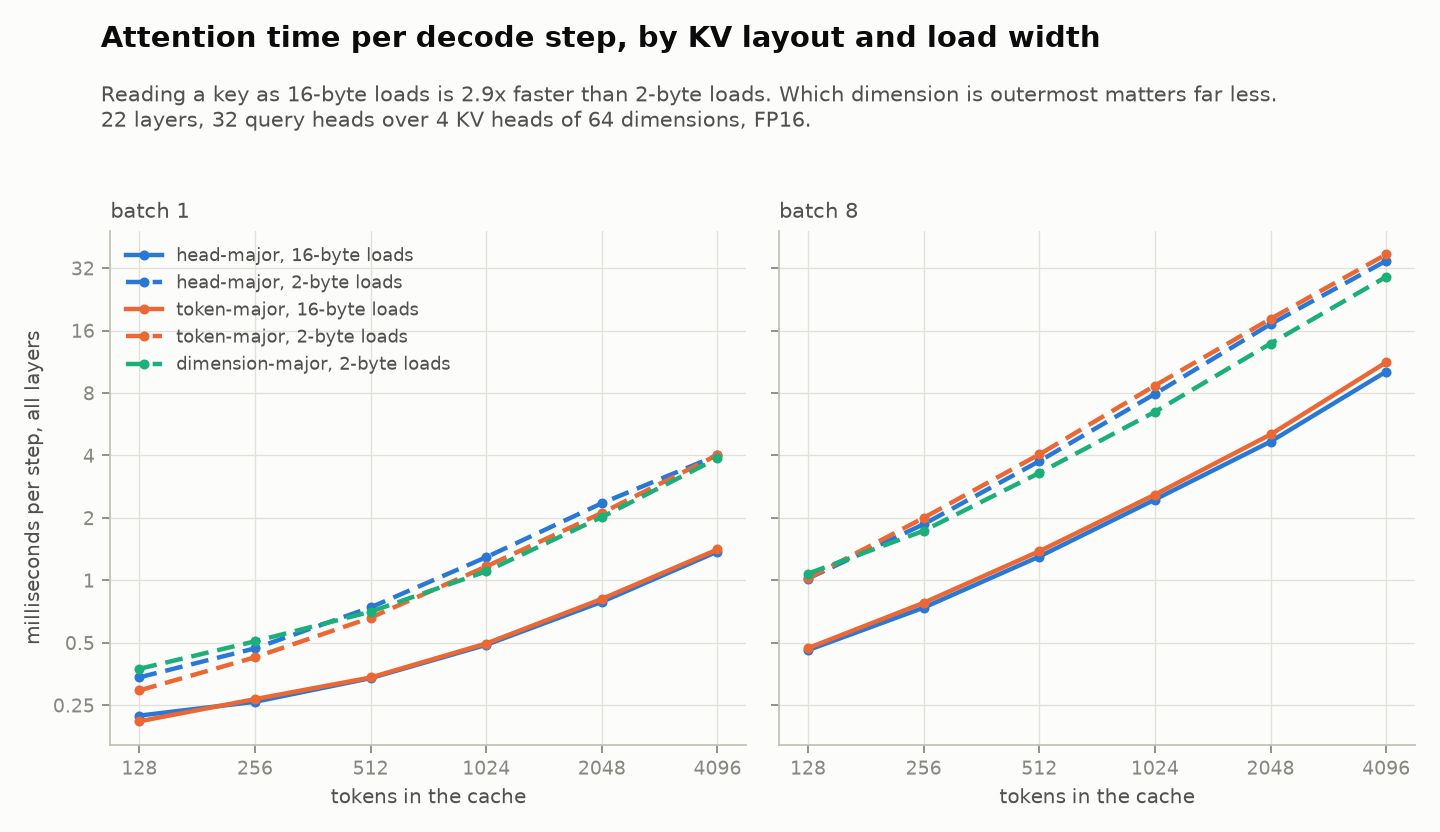 Attention time per decode step, by KV layout and load width
Reading a key as 16-byte loads is 2.9x faster than 2-byte loads. Which dimension is outermost matters far less.
22 layers, 32 query heads over 4 KV heads of 64 dimensions, FP16.
batch 1
batch 8
head-major, 16-byte loads
head-major, 2-byte loads
token-major, 16-byte loads
token-major, 2-byte loads
dimension-major, 2-byte loads
milliseconds per step, all layers
32
16
8
4
2
1
0.5
0.25
128 256 512 1024 2048 4096
128 256 512 1024 2048 4096
tokens in the cache
tokens in the cache